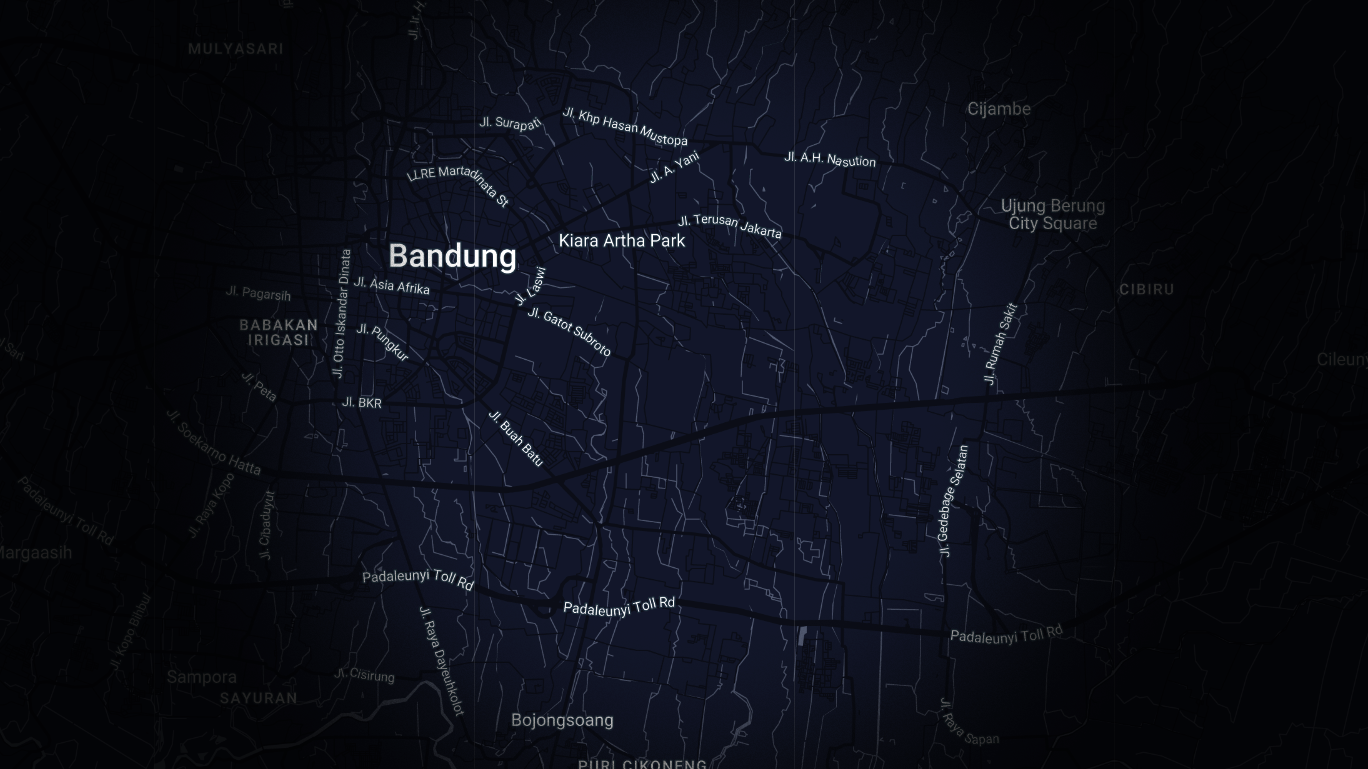 Jl. Ir. H.
MULYASARI
Cijambe
Jl. Surapati
Jl. Khp Hasan Mustopa
Jl. A. Yani
Jl. A.H. Nasution
LLRE Martadinata St
Ujung Berung
City Square
Jl. Terusan Jakarta
Kiara Artha Park
Bandung
Jl. Otto Iskandar Dinata
Jl. Asia Afrika
Jl. Laswi
Jl. Pagarsih
CIBIRU
BABAKAN
IRIGASI
Jl. Pungkur
Jl. Gatot Subroto
Jl. Rumah Sakit
Sari
Cileuny
Jl. Peta
Jl. BKR
Jl. Soekarno Hatta
Jl. Buah Batu
Jl. Gedebage Selatan
Padaleunyi Toll Rd
Jl. Raya Kopo
Jl. Cibaduyut
Margaasih
Padaleunyi Toll Rd
Padaleunyi Toll Rd
Padaleunyi Toll Rd
Jl. Kopo Bihbul
Jl. Raya Dayeuhkolot
Sampora
Jl. Cisirung
SAYURAN
Bojongsoang
Jl. Raya Sapan
PURI CIKONENG